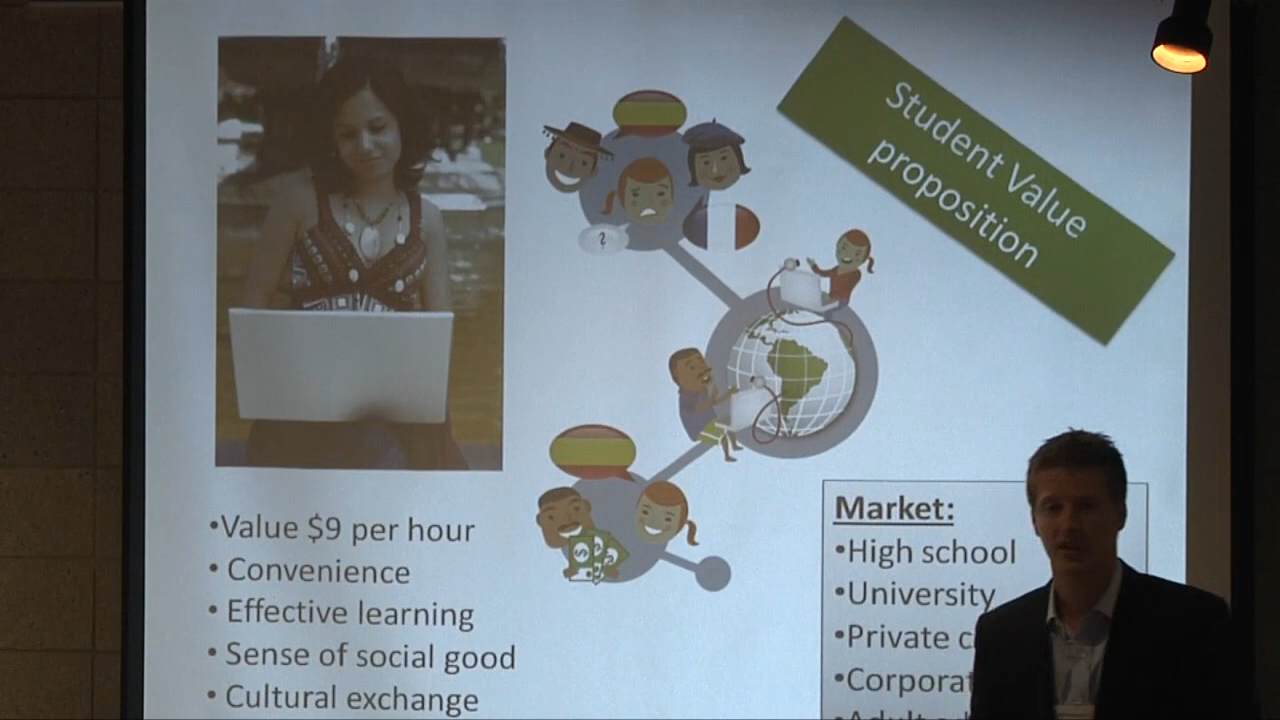 Student Value
proposition
?
•Value $9 per hour
• Convenience
• Effective learning
• Sense of social good
• Cultural exchange
Market:
•High school
•University
•Private
•
•